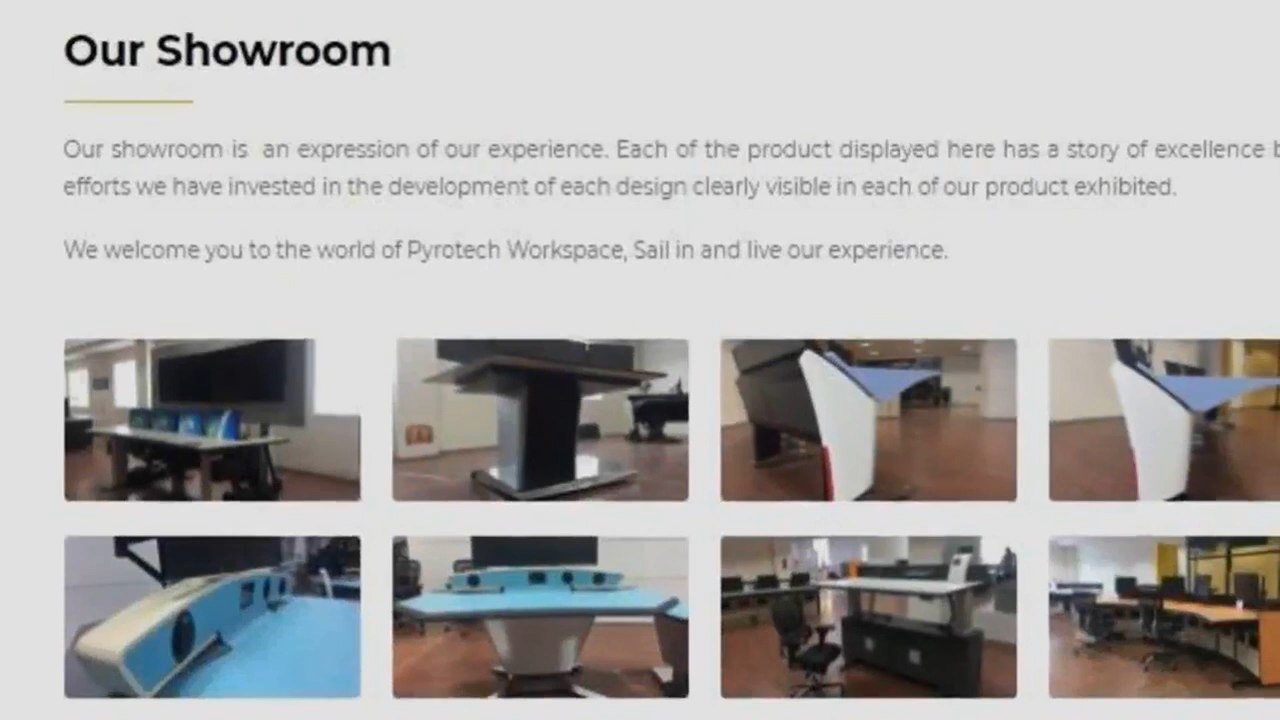 Our Showroom
Our showroom is an expression of our experience. Each of the product displayed here has a story of excellence
efforts we have invested in the development of each design clearly visible in each of our product exhibited.
We welcome you to the world of Pyrotech Workspace, Sail in and live our experience.